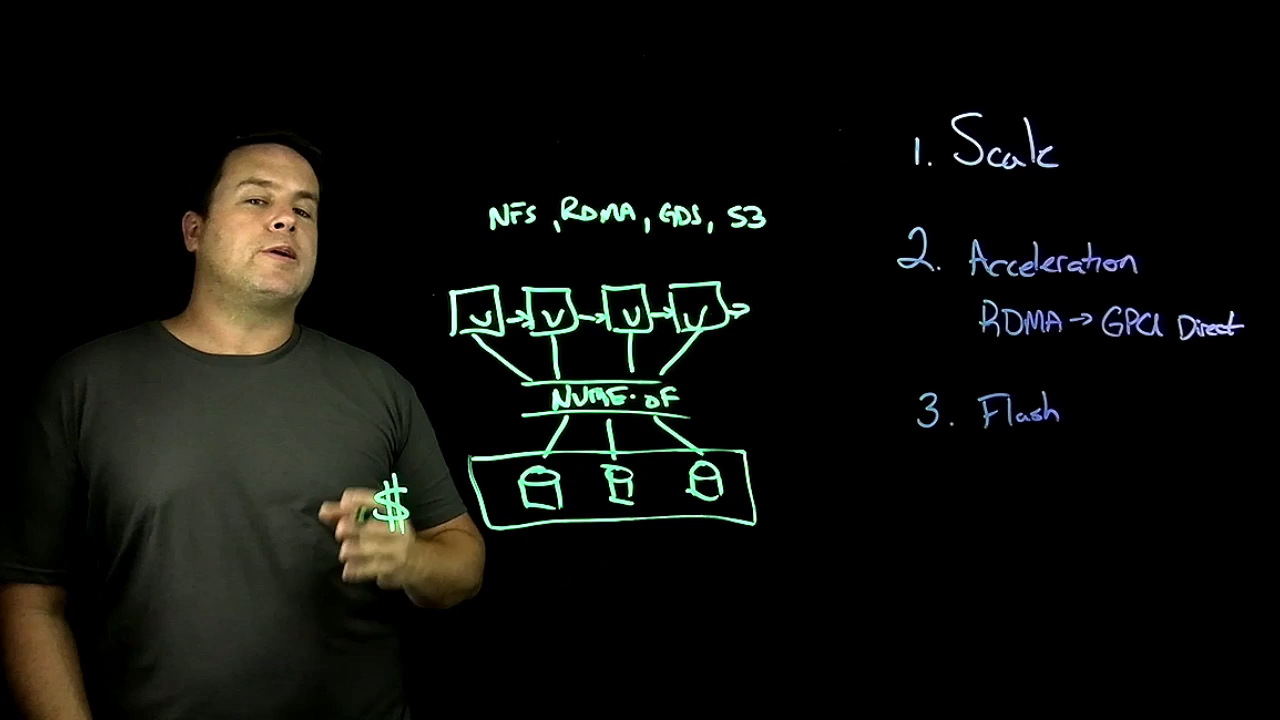 NFS, RDMA, GDS, S3
V V V V
NVME-OF
$
1. Scale
2. Acceleration
RDMA → GPU Direct
3. Flash